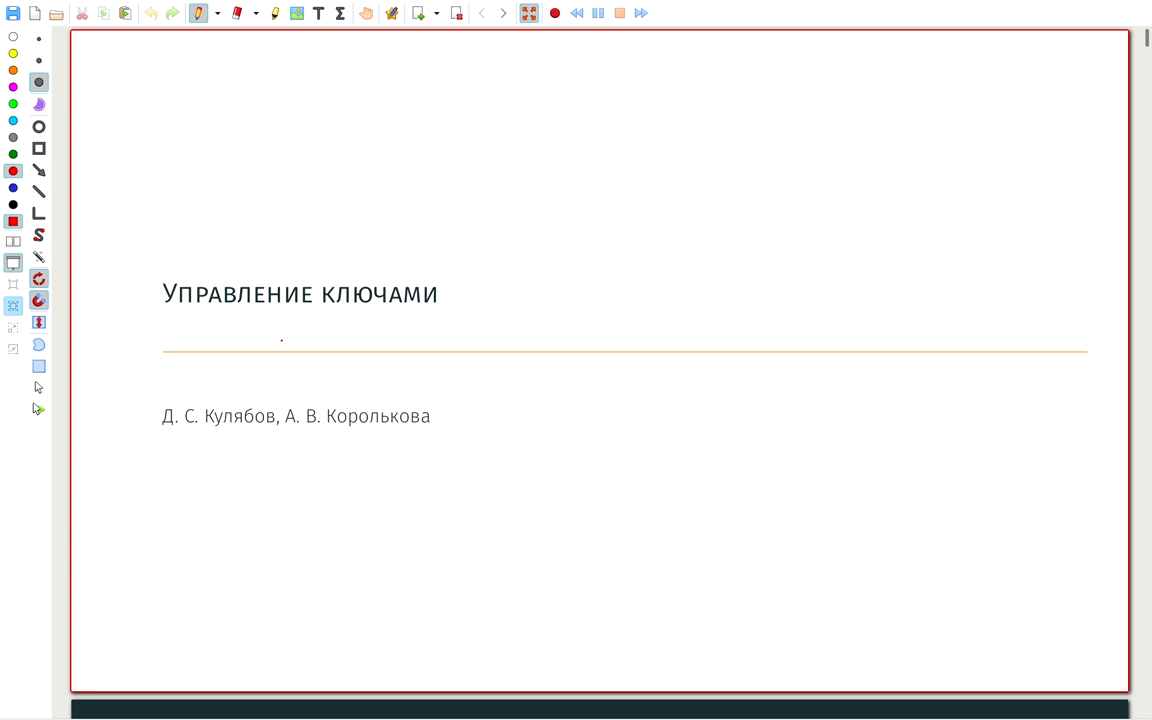 Управление ключами
Д. С. Кулябов, А. В. Королькова